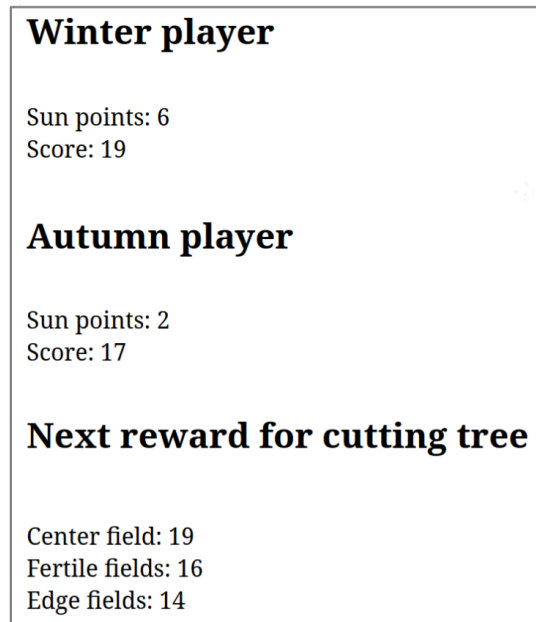 Winter player
Sun points: 6
Score: 19
Autumn player
Sun points: 2
Score: 17
Next reward for cutting tree
Center field: 19
Fertile fields: 16
Edge fields: 14